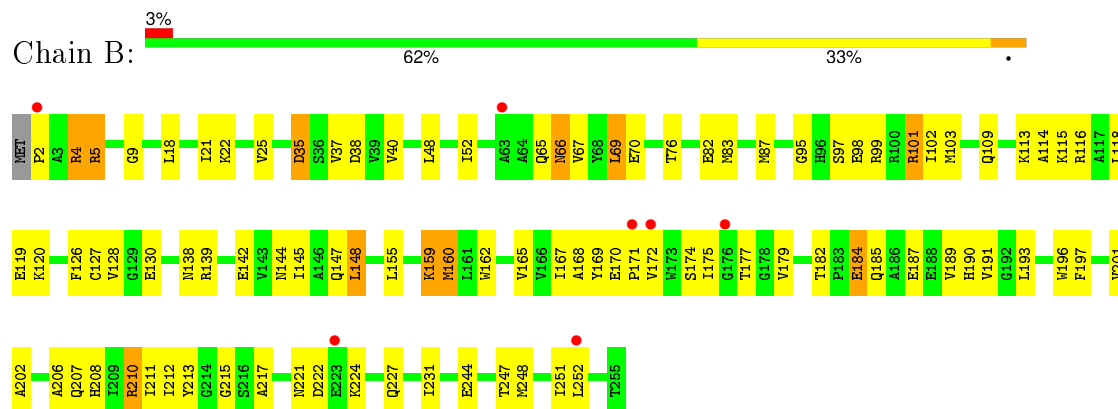 3%
Chain B:
62% 33% •
MET P2 A3 R4 R5 G9 L18 I21 K22 V25 D35 S36 V37 D38 V39 V40 L48 I52 A63 A64 Q65 N66 V67 Y68 L69 E70 T76 E82 M83 M87 G95 H96 S97 E98 R99 R100 R101 I102 M103 Q109 K113 A114 K115 R116 A117 L118
E119 K120 F126 C127 V128 G129 E130 N138 R139 E142 V143 N144 I145 A146 Q147 L148 L155 K159 M160 L161 W162 V165 V166 I167 A168 Y169 E170 P171 V172 W173 S174 I175 G176 T177 G178 V179 T182 P183 E184 Q185 A186 E187 E188 V189 H190 V191 G192 L193 W196 F197 V201
A202 A206 Q207 H208 I209 R210 I211 I212 Y213 G214 G215 S216 A217 N221 D222 E223 K224 Q227 I231 E244 T247 M248 I251 L252 T255